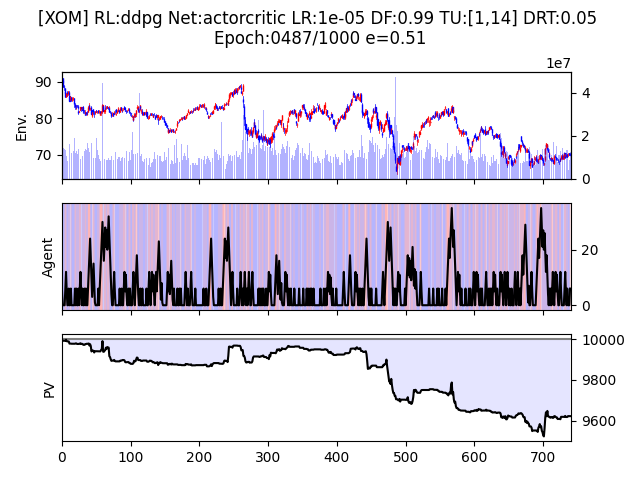 [XOM] RL:ddpg Net:actorcritic LR:1e-05 DF:0.99 TU:[1,14] DRT:0.05
Epoch:0487/1000 e=0.51
1e7
90
80
70
Env.
4
2
0
Agent
20
0
PV
10000
9800
9600
0 100 200 300 400 500 600 700